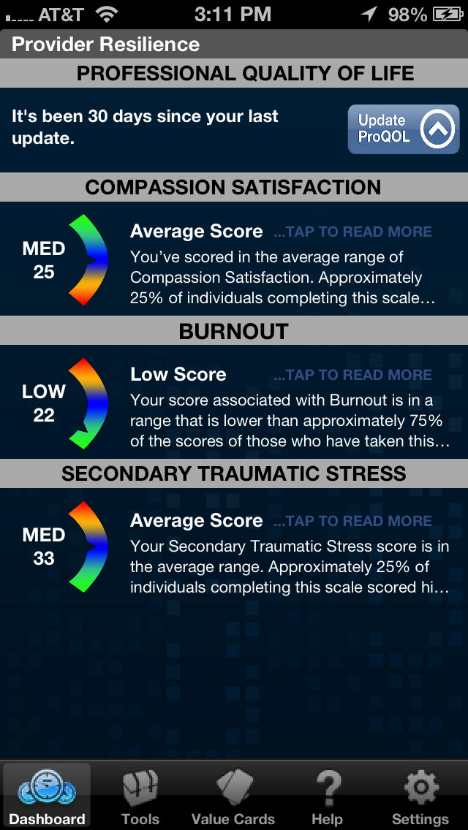 AT&T 3:11 PM 98%
Provider Resilience
PROFESSIONAL QUALITY OF LIFE
It's been 30 days since your last
update.
Update
ProQOL
COMPASSION SATISFACTION
MED
25
Average Score ...TAP TO READ MORE
You've scored in the average range of
Compassion Satisfaction. Approximately
25% of individuals completing this scale...
BURNOUT
LOW
22
Low Score ...TAP TO READ MORE
Your score associated with Burnout is in a
range that is lower than approximately 75%
of the scores of those who have taken this...
SECONDARY TRAUMATIC STRESS
MED
33
Average Score ...TAP TO READ MORE
Your Secondary Traumatic Stress score is in
the average range. Approximately 25% of
individuals completing this scale scored hi...
Dashboard Tools Value Cards Help Settings